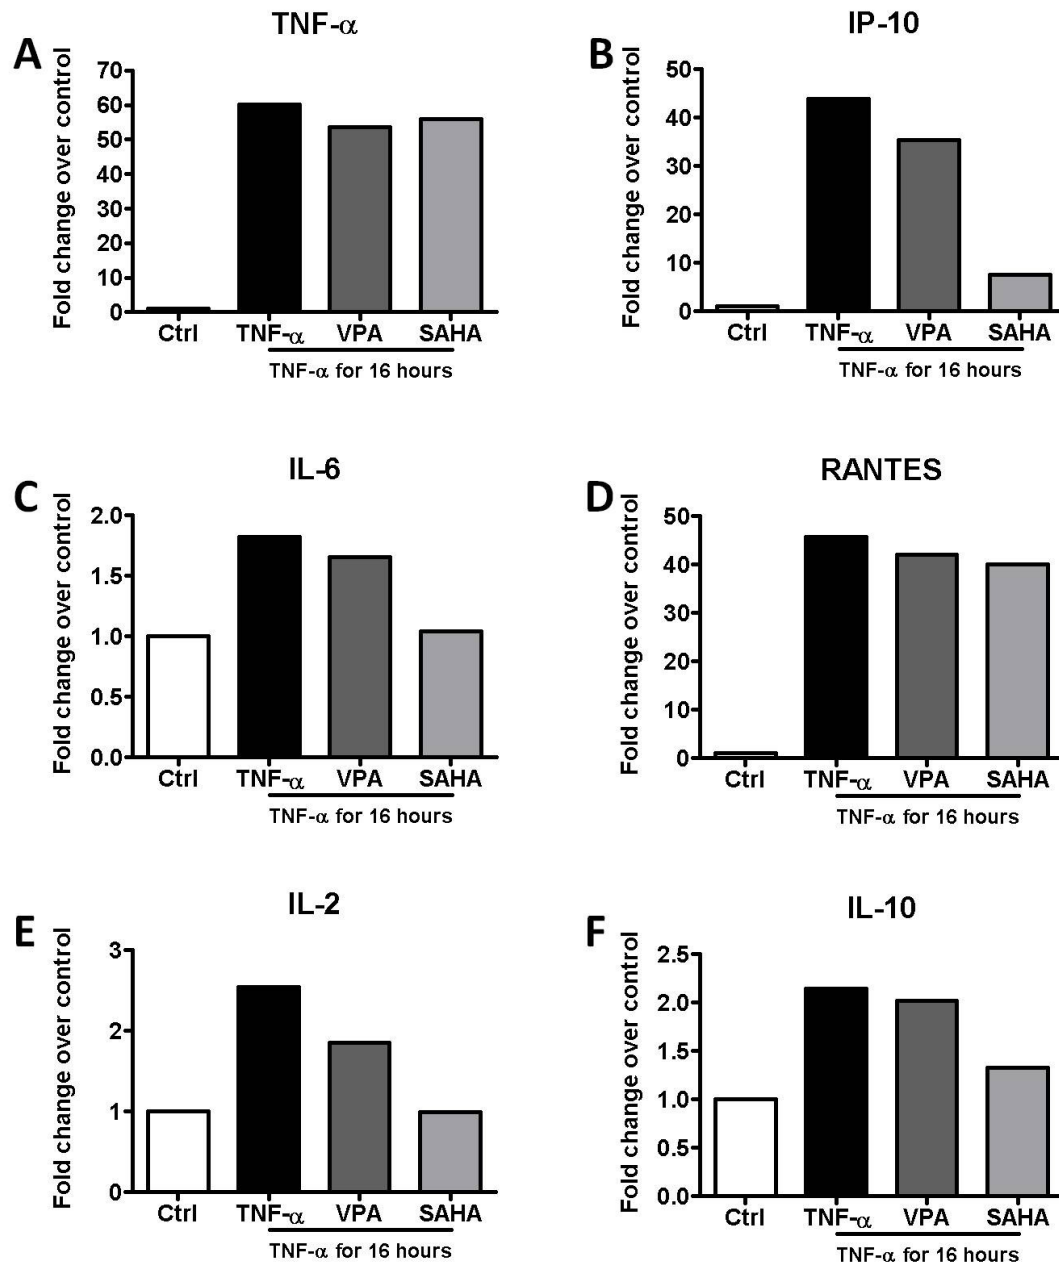 TNF-α
A
Fold change over control
70
60
50
40
30
20
10
0
Ctrl TNF-α VPA SAHA
TNF-α for 16 hours
IP-10
B
Fold change over control
50
40
30
20
10
0
Ctrl TNF-α VPA SAHA
TNF-α for 16 hours
IL-6
C
Fold change over control
2.0
1.5
1.0
0.5
0.0
Ctrl TNF-α VPA SAHA
TNF-α for 16 hours
RANTES
D
Fold change over control
50
40
30
20
10
0
Ctrl TNF-α VPA SAHA
TNF-α for 16 hours
IL-2
E
Fold change over control
3
2
1
0
Ctrl TNF-α VPA SAHA
TNF-α for 16 hours
IL-10
F
Fold change over control
2.5
2.0
1.5
1.0
0.5
0.0
Ctrl TNF-α VPA SAHA
TNF-α for 16 hours